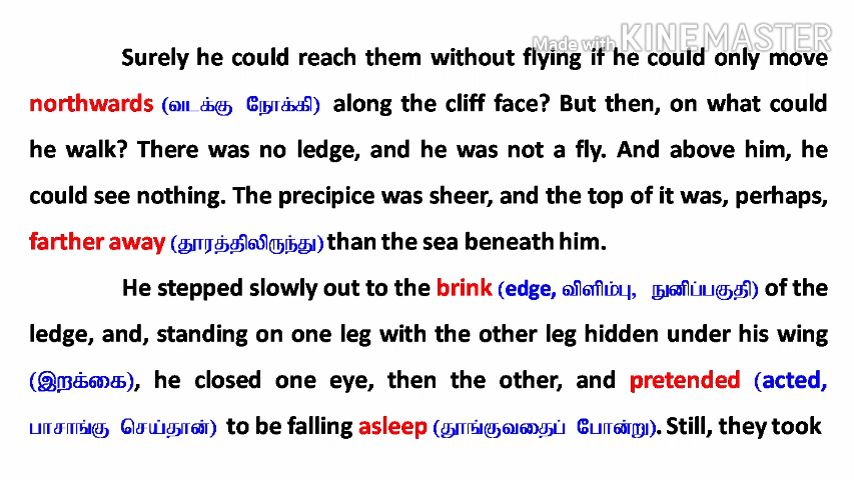 Made with KINEMASTER
Surely he could reach them without flying if he could only move
northwards (வடக்கு நோக்கி) along the cliff face? But then, on what could
he walk? There was no ledge, and he was not a fly. And above him, he
could see nothing. The precipice was sheer, and the top of it was, perhaps,
farther away (தூரத்திலிருந்து) than the sea beneath him.
He stepped slowly out to the brink (edge, விளிம்பு, நுனிப்பகுதி) of the
ledge, and, standing on one leg with the other leg hidden under his wing
(இறக்கை), he closed one eye, then the other, and pretended (acted,
பாசாங்கு செய்தான்) to be falling asleep (தூங்குவதைப் போன்று). Still, they took